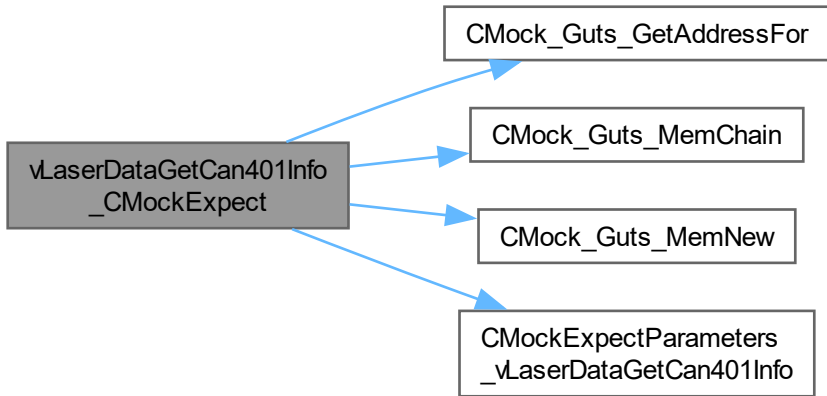 CMock_Guts_GetAddressFor
CMock_Guts_MemChain
vLaserDataGetCan401Info
_CMockExpect
CMock_Guts_MemNew
CMockExpectParameters
_vLaserDataGetCan401Info